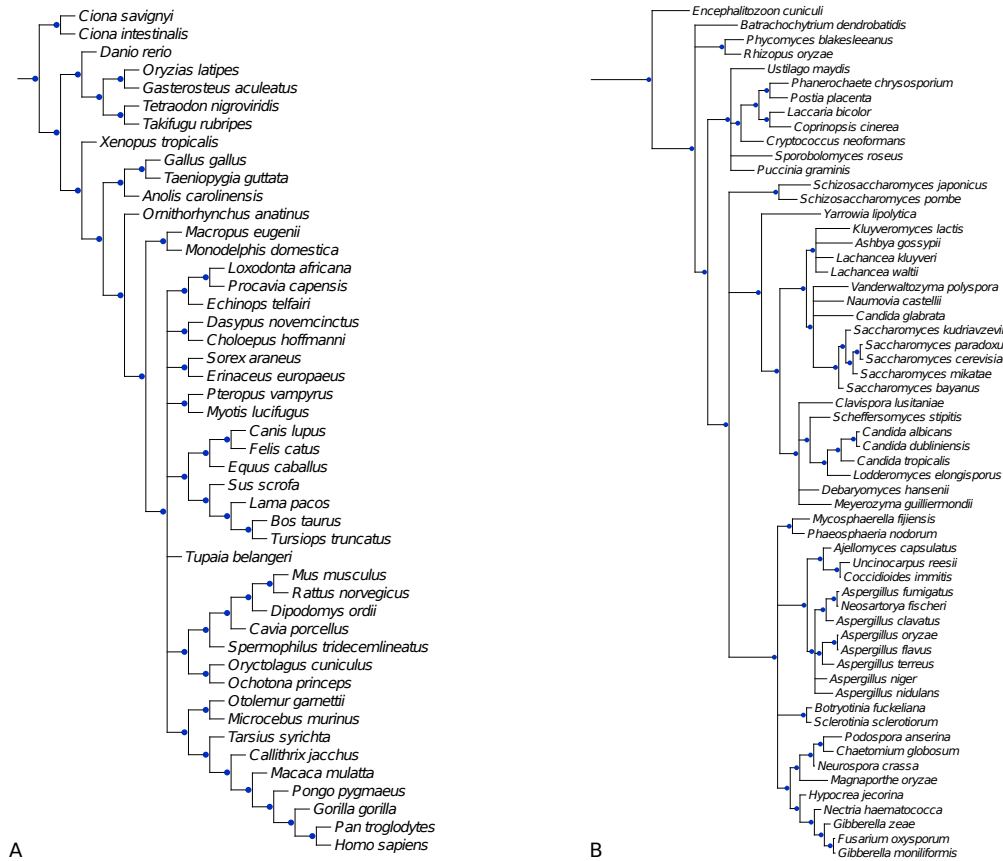 Ciona savignyi
Ciona intestinalis
Danio rerio
Oryzias latipes
Gasterosteus aculeatus
Tetraodon nigroviridis
Takifugu rubripes
Xenopus tropicalis
Gallus gallus
Taeniopygia guttata
Anolis carolinensis
Ornithorhynchus anatinus
Macropus eugenii
Monodelphis domestica
Loxodonta africana
Procavia capensis
Echinops telfairi
Dasypus novemcinctus
Choloepus hoffmanni
Sorex araneus
Erinaceus europaeus
Pteropus vampyrus
Myotis lucifugus
Canis lupus
Felis catus
Equus caballus
Sus scrofa
Lama pacos
Bos taurus
Tursiops truncatus
Tupaia belangeri
Mus musculus
Rattus norvegicus
Dipodomys ordii
Cavia porcellus
Spermophilus tridecemlineatus
Oryctolagus cuniculus
Ochotona princeps
Otolemur garnettii
Microcebus murinus
Tarsius syrichta
Callithrix jacchus
Macaca mulatta
Pongo pygmaeus
Gorilla gorilla
Pan troglodytes
Homo sapiens
A
Encephalitozoon cuniculi
Batrachochytrium dendrobatidis
Phycomyces blakesleeanus
Rhizopus oryzae
Ustilago maydis
Phanerochaete chrysosporium
Postia placenta
Laccaria bicolor
Coprinopsis cinerea
Cryptococcus neoformans
Sporobolomyces roseus
Puccinia graminis
Schizosaccharomyces japonicus
Schizosaccharomyces pombe
Yarrowia lipolytica
Kluyveromyces lactis
Ashbya gossypii
Lachancea kluyveri
Lachancea waltii
Vanderwaltozyma polyspora
Naumovia castellii
Candida glabrata
Saccharomyces kudriavzevii
Saccharomyces paradoxu
Saccharomyces cerevisia
Saccharomyces mikatae
Saccharomyces bayanus
Clavispora lusitaniae
Scheffersomyces stipitis
Candida albicans
Candida dubliniensis
Candida tropicalis
Lodderomyces elongisporus
Debaryomyces hansenii
Meyerozyma guilliermondii
Mycosphaerella fijiensis
Phaeosphaeria nodorum
Ajellomyces capsulatus
Uncinocarpus reesii
Coccidioides immitis
Aspergillus fumigatus
Neosartorya fischeri
Aspergillus clavatus
Aspergillus oryzae
Aspergillus flavus
Aspergillus terreus
Aspergillus niger
Aspergillus nidulans
Botryotinia fuckeliana
Sclerotinia sclerotiorum
Podospora anserina
Chaetomium globosum
Neurospora crassa
Magnaporthe oryzae
Hypocrea jecorina
Nectria haematococca
Gibberella zeae
Fusarium oxysporum
Gibberella moniliformis
B